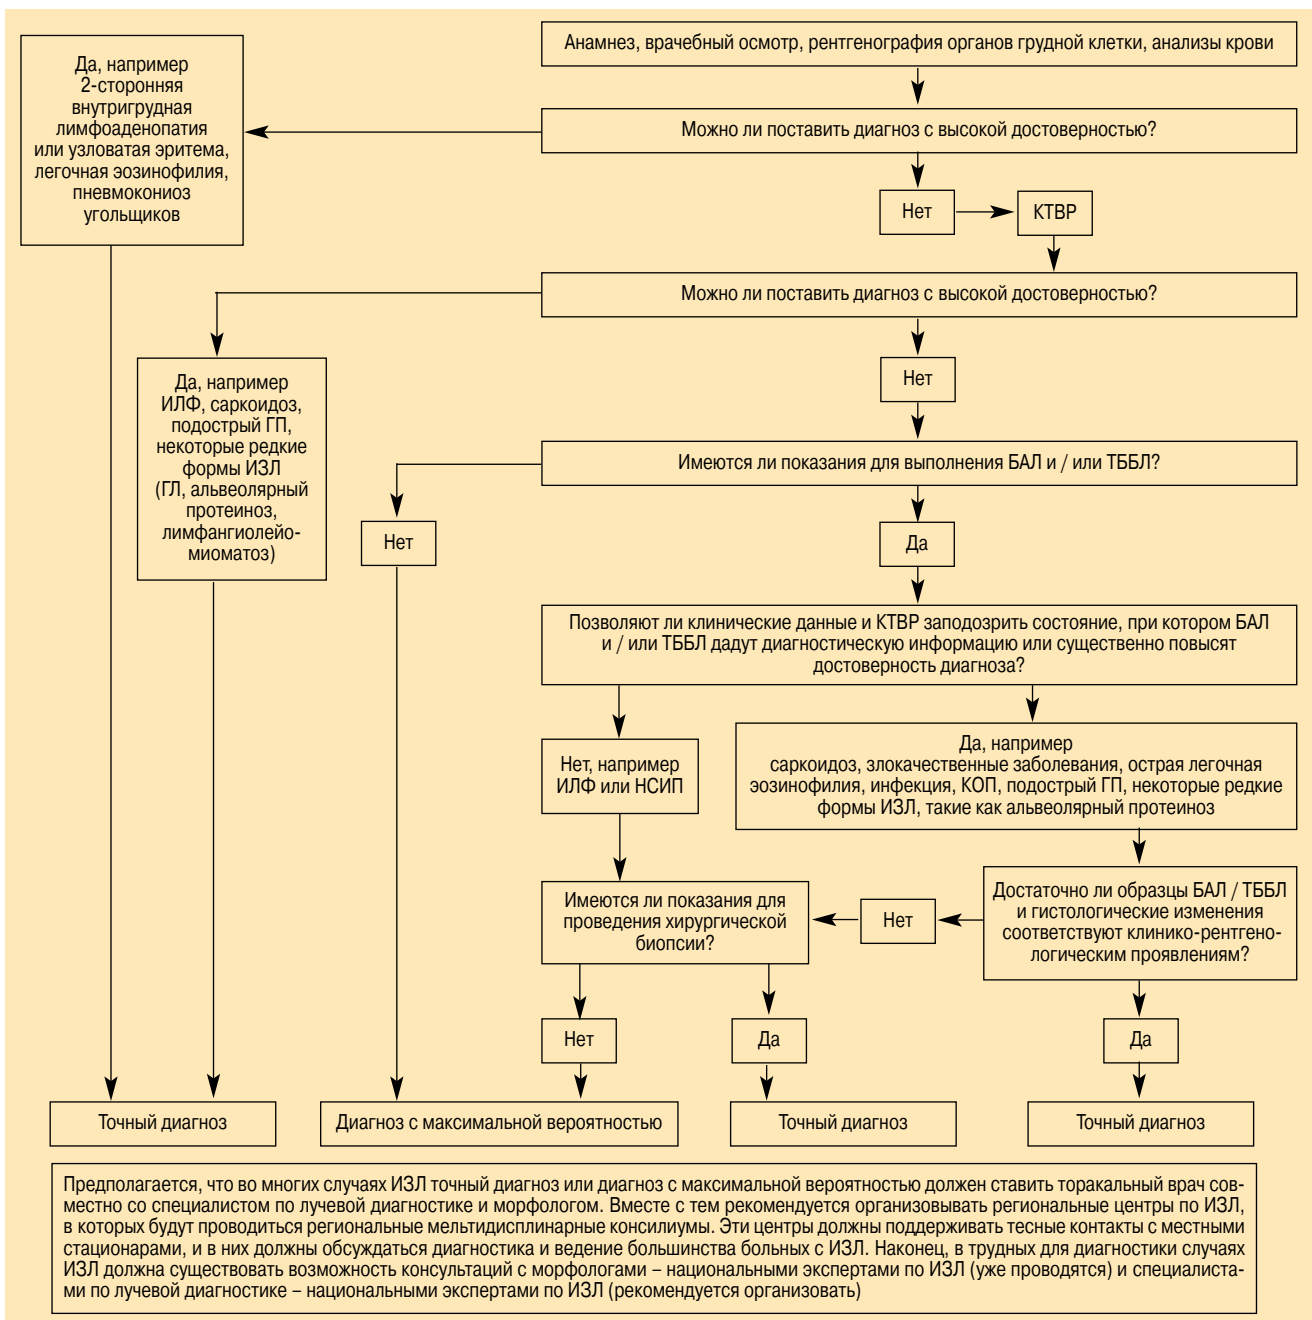 Анамнез, врачебный осмотр, рентгенография органов грудной клетки, анализы крови
Да, например
2-сторонняя
внутригрудная
лимфоаденопатия
или узловатая эритема,
легочная эозинофилия,
пневмокониоз
угольщиков
Можно ли поставить диагноз с высокой достоверностью?
Нет
КТВР
Можно ли поставить диагноз с высокой достоверностью?
Да, например
ИЛФ, саркоидоз,
подострый ГП,
некоторые редкие
формы ИЗЛ
(ГЛ, альвеолярный
протеиноз,
лимфангиолейо-
миоматоз)
Нет
Имеются ли показания для выполнения БАЛ и / или ТББЛ?
Нет
Да
Позволяют ли клинические данные и КТВР заподозрить состояние, при котором БАЛ
и / или ТББЛ дадут диагностическую информацию или существенно повысят
достоверность диагноза?
Нет, например
ИЛФ или НСИП
Да, например
саркоидоз, злокачественные заболевания, острая легочная
эозинофилия, инфекция, КОП, подострый ГП, некоторые редкие
формы ИЗЛ, такие как альвеолярный протеиноз
Имеются ли показания для
проведения хирургической
биопсии?
Нет
Достаточно ли образцы БАЛ / ТББЛ
и гистологические изменения
соответствуют клинико-рентгено-
логическим проявлениям?
Нет
Да
Да
Точный диагноз
Диагноз с максимальной вероятностью
Точный диагноз
Точный диагноз
Предполагается, что во многих случаях ИЗЛ точный диагноз или диагноз с максимальной вероятностью должен ставить торакальный врач сов-
местно со специалистом по лучевой диагностике и морфологом. Вместе с тем рекомендуется организовывать региональные центры по ИЗЛ,
в которых будут проводиться региональные мельтидисплинарные консилиумы. Эти центры должны поддерживать тесные контакты с местными
стационарами, и в них должны обсуждаться диагностика и ведение большинства больных с ИЗЛ. Наконец, в трудных для диагностики случаях
ИЗЛ должна существовать возможность консультаций с морфологами – национальными экспертами по ИЗЛ (уже проводятся) и специалиста-
ми по лучевой диагностике – национальными экспертами по ИЗЛ (рекомендуется организовать)